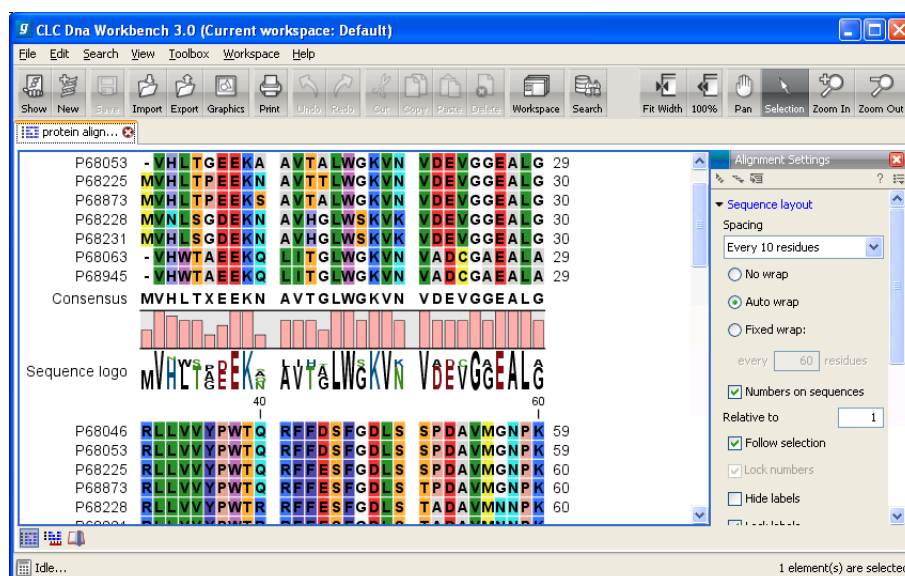 CLC Dna Workbench 3.0 (Current workspace: Default)
File Edit Search View Toolbox Workspace Help
Show New Save Import Export Graphics Print Undo Redo Cut Copy Paste Delete Workspace Search Fit Width 100% Pan Selection Zoom In Zoom Out
protein align...
Alignment Settings
P68053 -VHLTGEEKA AVTALWGKVN VDEVGGEALG 29
P68225 MVHLTPEEKN AVTTLWGKVN VDEVGGEALG 30
P68873 MVHLTPEEKS AVTALWGKVN VDEVGGEALG 30
P68228 MVNLSGDEKN AVHGLWSKVK VDEVGGEALG 30
P68231 MVHLSGDEKN AVHGLWSKVK VDEVGGEALG 30
P68063 -VHWTAEEKQ LITGLWGKVN VADCGAEALA 29
P68945 -VHWTAEEKQ LITGLWGKVN VADCGAEALA 29
Consensus MVHLTXEEKN AVTGLWGKVN VDEVGGEALG
Sequence logo
40 60
P68046 RLLVVYPWTQ RFFDSFGDLS SPDAVMGNPK 59
P68053 RLLVVYPWTQ RFFDSFGDLS SPDAVMGNPK 59
P68225 RLLVVYPWTQ RFFESFGDLS SPDAVMGNPK 60
P68873 RLLVVYPWTQ RFFESFGDLS TPDAVMGNPK 60
P68228 RLLVVYPWTR RFFESFGDLS TADAVMNNPK 60
?
Sequence layout
Spacing
Every 10 residues
No wrap
Auto wrap
Fixed wrap:
every 60 residues
Numbers on sequences
Relative to 1
Follow selection
Lock numbers
Hide labels
Lock labels
Idle...
1 element(s) are selected